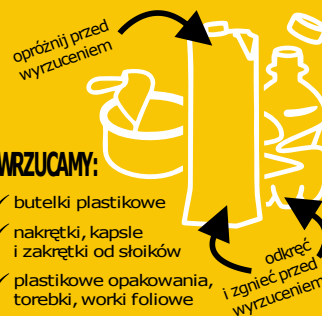 opróżnij przed
wyrzuceniem
WRZUCAMY:
✓ butelki plastikowe
✓ nakrętki, kapsle
i zakrętki od słoików
✓ plastikowe opakowania,
torebki, worki foliowe
odkręć
i zgnieć przed
wyrzuceniem